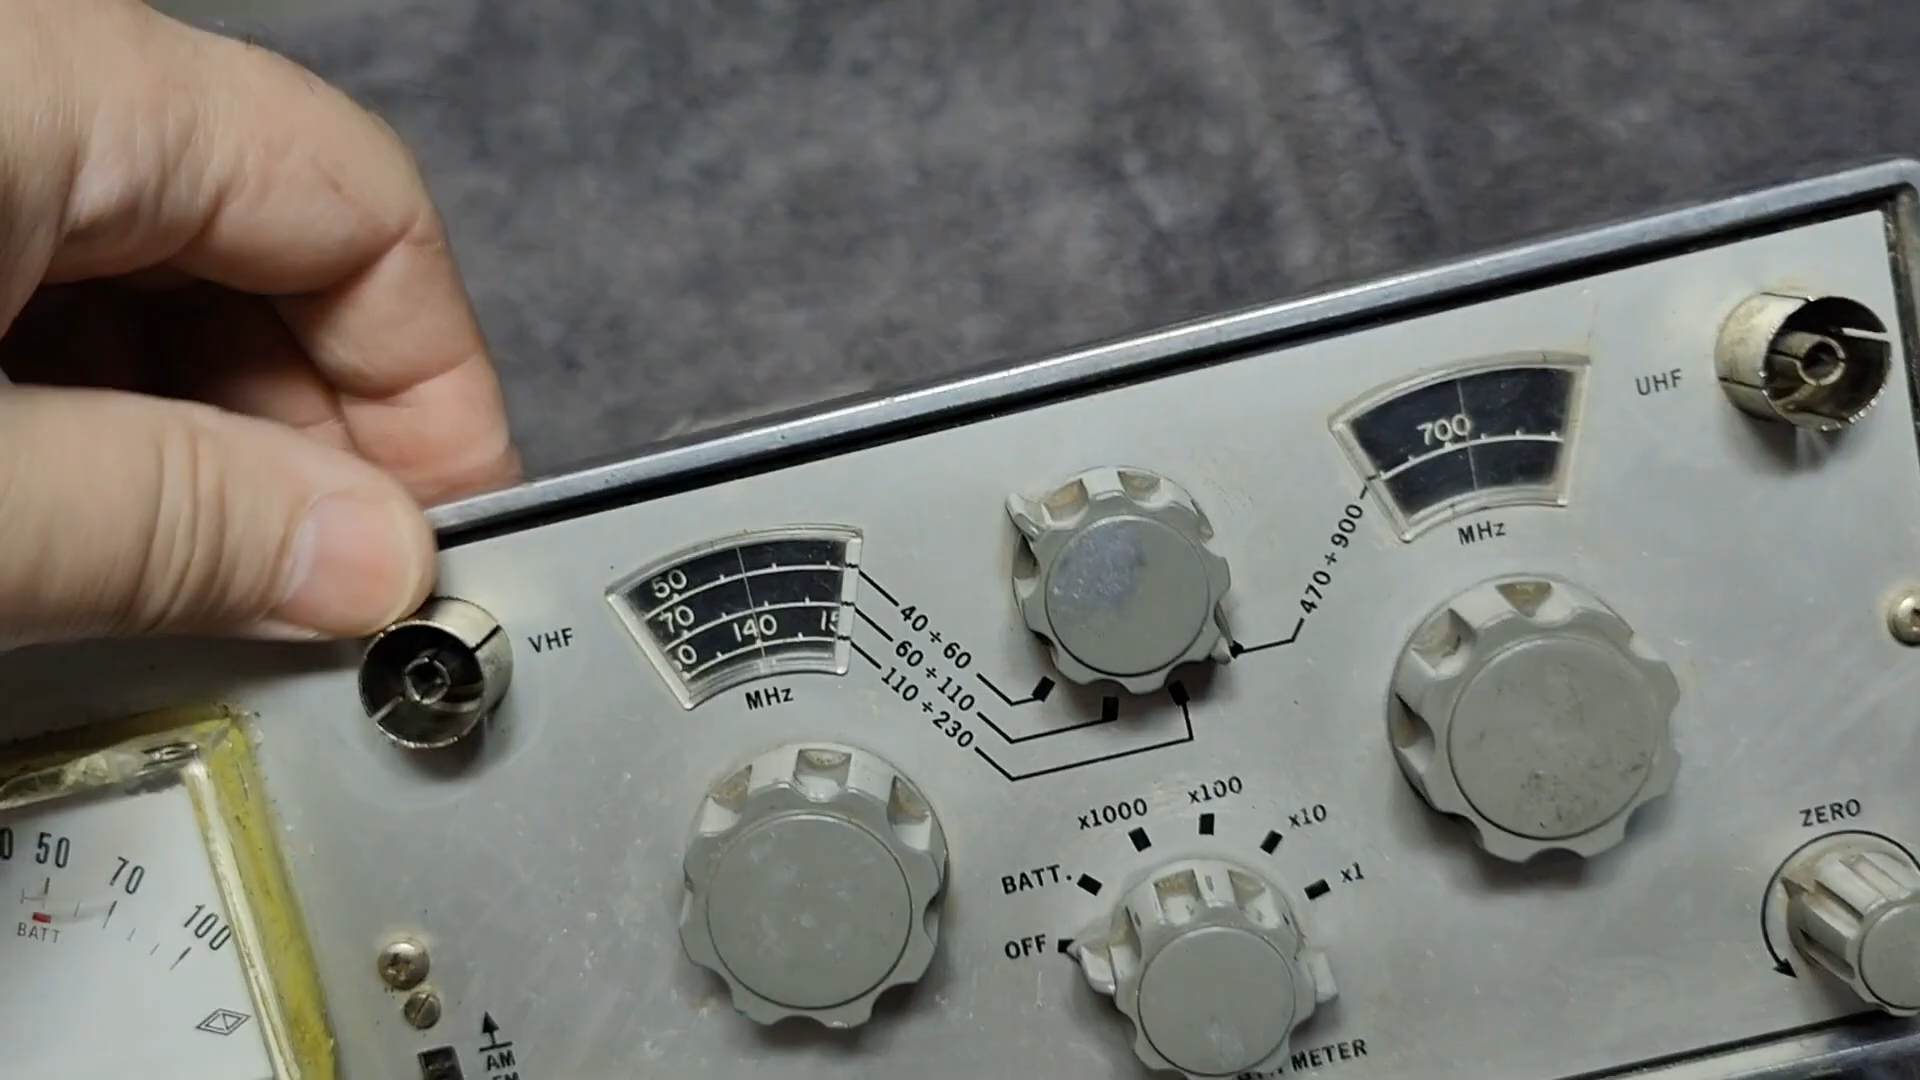 VHF
50
70
140
MHz
40÷60
60÷110
110÷230
470÷900
700
MHz
UHF
x1000
x100
x10
x1
BATT.
OFF
METER
ZERO
50
70
100
BATT
AM